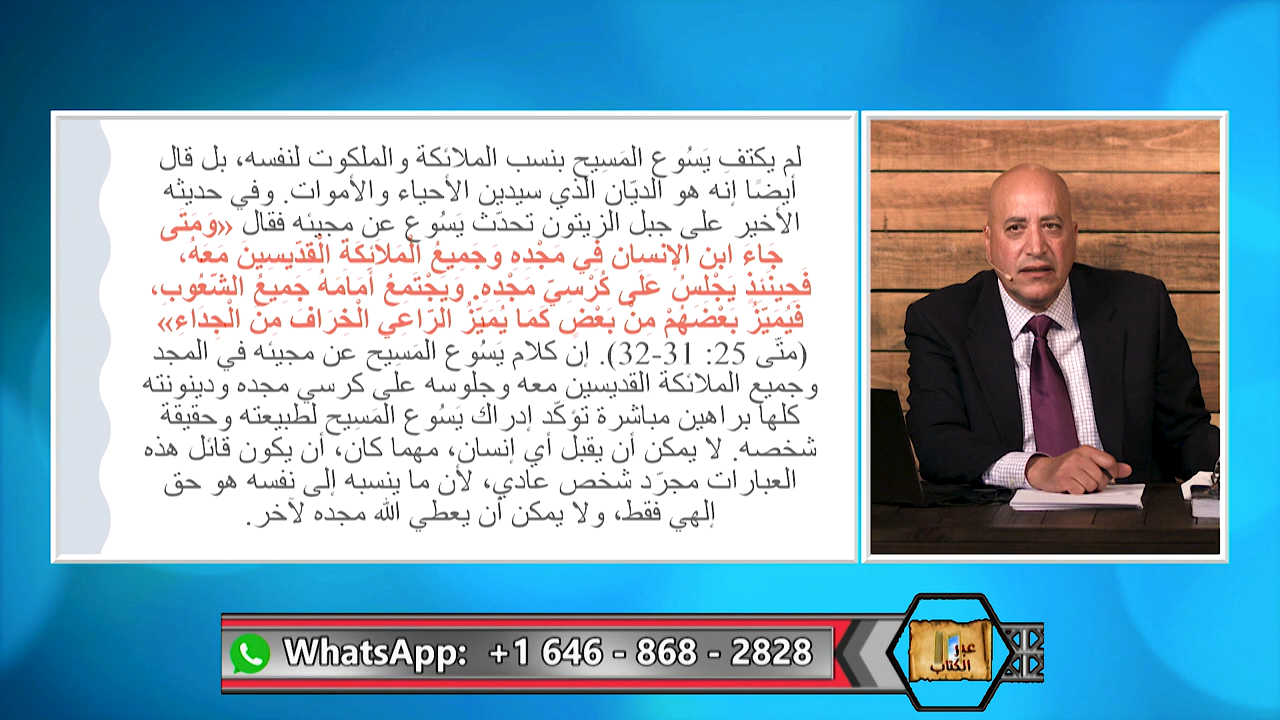 لم يكتفِ يَسُوع المَسِيح بنسب الملائكة والملكوت لنفسه، بل قال
أيضًا إنه هو الديّان الذي سيدين الأحياء والأموات. وفي حديثه
الأخير على جبل الزيتون تحدّث يَسُوع عن مجيئه فقال «وَمَتَى
جَاءَ ابن الإنسان فِي مَجْدِهِ وَجَمِيعُ الْمَلَائِكَةِ الْقِدِّيسِينَ مَعَهُ،
فَحِينَئِذٍ يَجْلِسُ عَلَى كُرْسِيِّ مَجْدِهِ. وَيَجْتَمِعُ أَمَامَهُ جَمِيعُ الشُّعُوبِ،
فَيُمَيِّزُ بَعْضَهُمْ مِنْ بَعْضٍ كَمَا يُمَيِّزُ الرَّاعِي الْخِرَافَ مِنَ الْجِدَاءِ»
(متّى 25: 31-32). إن كلام يَسُوع المَسِيح عن مجيئه في المجد
وجميع الملائكة القديسين معه وجلوسه على كرسي مجده ودينونته
كلها براهين مباشرة تؤكّد إدراك يَسُوع المَسِيح لطبيعته وحقيقة
شخصه. لا يمكن أن يقبل أي إنسان، مهما كان، أن يكون قائل هذه
العبارات مجرّد شخص عادي، لأن ما ينسبه إلى نفسه هو حق
إلهي فقط، ولا يمكن أن يعطي الله مجده لآخر.
WhatsApp: +1 646 - 868 - 2828
عبر
الكتاب